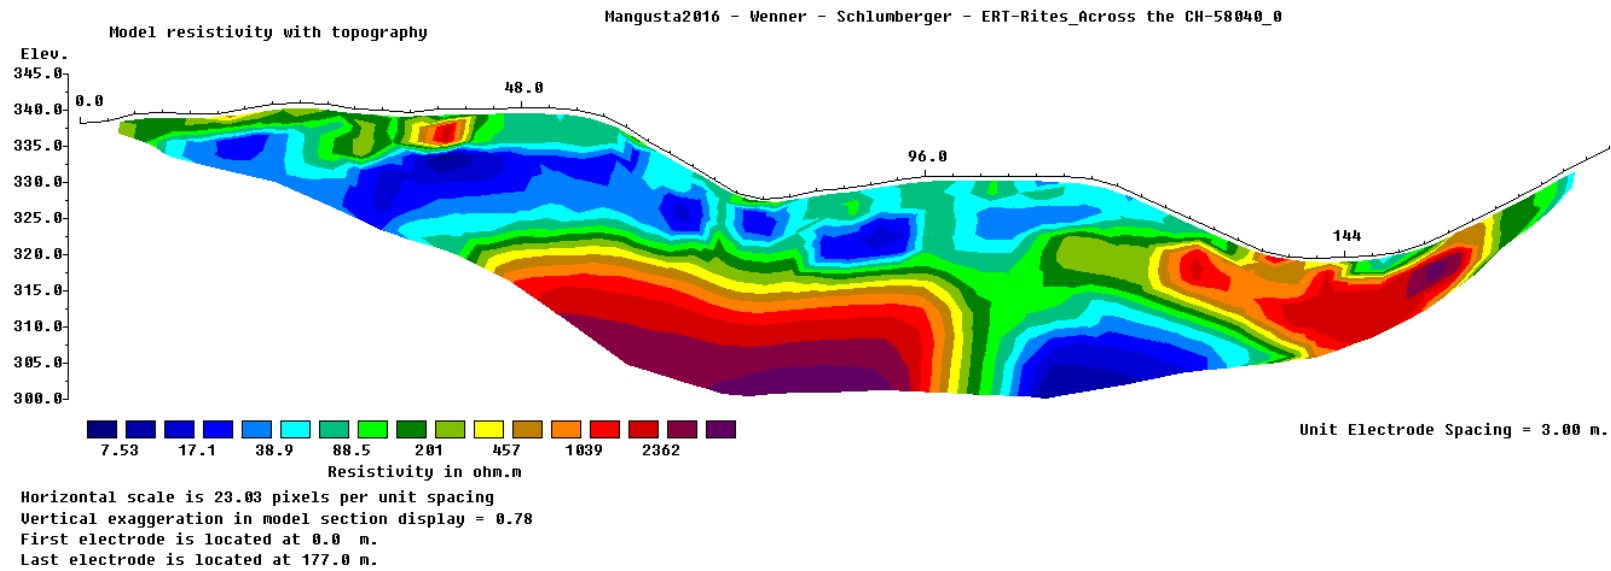 Mangusta2016 - Wenner - Schlumberger - ERT-Rites_Across the CH-58040_0
Model resistivity with topography
Elev.
345.0
340.0
335.0
330.0
325.0
320.0
315.0
310.0
305.0
300.0
0.0
48.0
96.0
144
7.53 17.1 38.9 88.5 201 457 1039 2362
Resistivity in ohm.m
Unit Electrode Spacing = 3.00 m.
Horizontal scale is 23.03 pixels per unit spacing
Vertical exaggeration in model section display = 0.78
First electrode is located at 0.0 m.
Last electrode is located at 177.0 m.